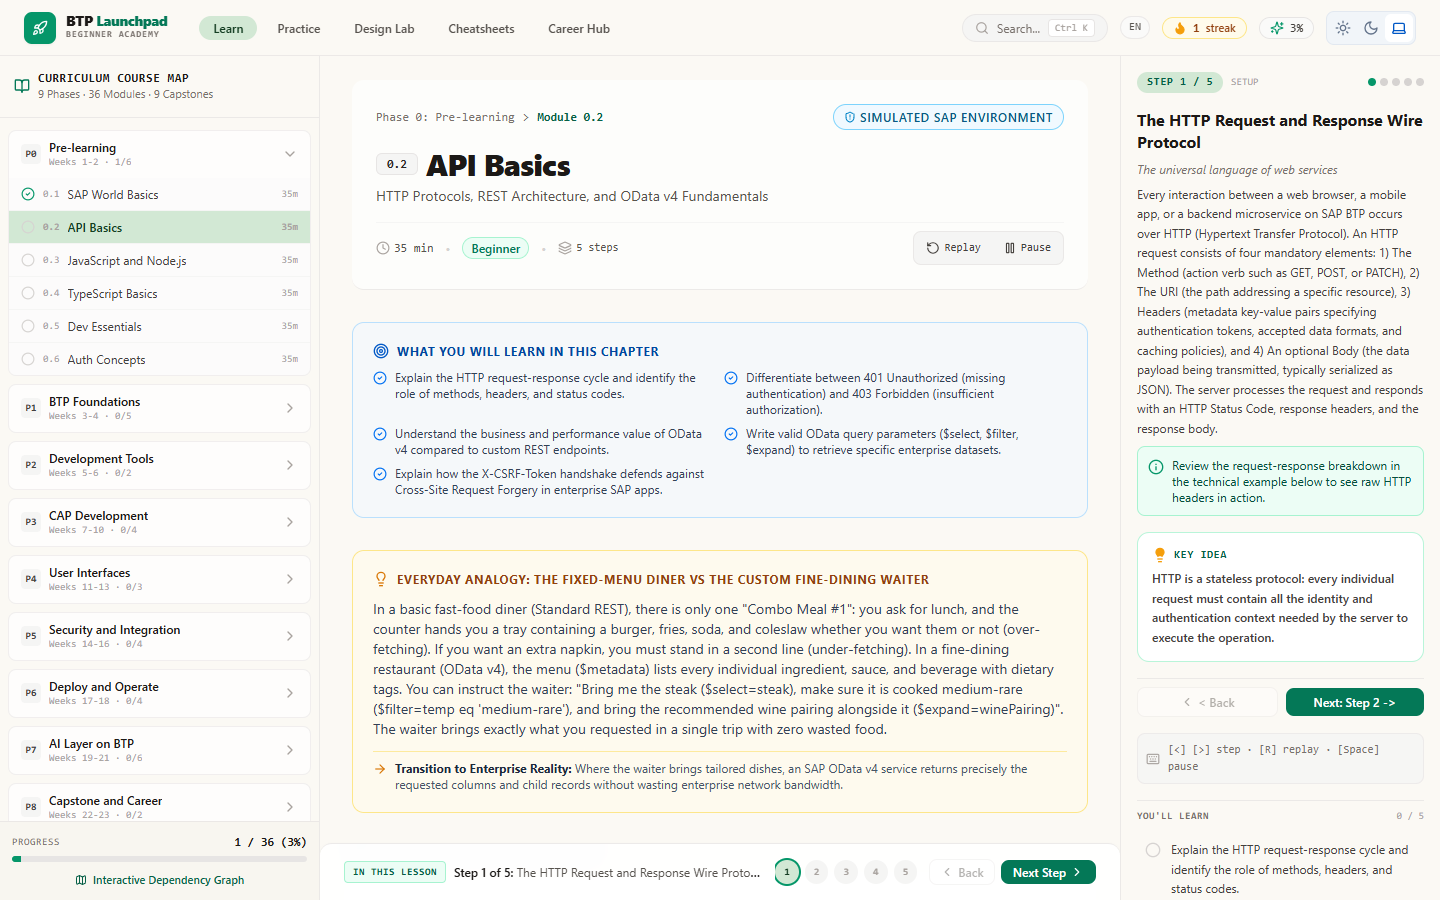 BTP Launchpad
BEGINNER ACADEMY
Learn
Practice
Design Lab
Cheatsheets
Career Hub
Search...
Ctrl K
EN
1 streak
3%
CURRICULUM COURSE MAP
9 Phases · 36 Modules · 9 Capstones
P0
Pre-learning
Weeks 1-2 · 1/6
0.1 SAP World Basics 35m
0.2 API Basics 35m
0.3 JavaScript and Node.js 35m
0.4 TypeScript Basics 35m
0.5 Dev Essentials 35m
0.6 Auth Concepts 35m
P1
BTP Foundations
Weeks 3-4 · 0/5
P2
Development Tools
Weeks 5-6 · 0/2
P3
CAP Development
Weeks 7-10 · 0/4
P4
User Interfaces
Weeks 11-13 · 0/3
P5
Security and Integration
Weeks 14-16 · 0/4
P6
Deploy and Operate
Weeks 17-18 · 0/4
P7
AI Layer on BTP
Weeks 19-21 · 0/6
P8
Capstone and Career
Weeks 22-23 · 0/2
PROGRESS 1 / 36 (3%)
Interactive Dependency Graph
Phase 0: Pre-learning > Module 0.2
SIMULATED SAP ENVIRONMENT
0.2 API Basics
HTTP Protocols, REST Architecture, and OData v4 Fundamentals
35 min · Beginner · 5 steps
Replay
Pause
WHAT YOU WILL LEARN IN THIS CHAPTER
Explain the HTTP request-response cycle and identify the
role of methods, headers, and status codes.
Differentiate between 401 Unauthorized (missing
authentication) and 403 Forbidden (insufficient
authorization).
Understand the business and performance value of OData
v4 compared to custom REST endpoints.
Write valid OData query parameters ($select, $filter,
$expand) to retrieve specific enterprise datasets.
Explain how the X-CSRF-Token handshake defends against
Cross-Site Request Forgery in enterprise SAP apps.
EVERYDAY ANALOGY: THE FIXED-MENU DINER VS THE CUSTOM FINE-DINING WAITER
In a basic fast-food diner (Standard REST), there is only one "Combo Meal #1": you ask for lunch, and the
counter hands you a tray containing a burger, fries, soda, and coleslaw whether you want them or not (over-
fetching). If you want an extra napkin, you must stand in a second line (under-fetching). In a fine-dining
restaurant (OData v4), the menu ($metadata) lists every individual ingredient, sauce, and beverage with dietary
tags. You can instruct the waiter: "Bring me the steak ($select=steak), make sure it is cooked medium-rare
($filter=temp eq 'medium-rare'), and bring the recommended wine pairing alongside it ($expand=winePairing)".
The waiter brings exactly what you requested in a single trip with zero wasted food.
Transition to Enterprise Reality: Where the waiter brings tailored dishes, an SAP OData v4 service returns precisely the
requested columns and child records without wasting enterprise network bandwidth.
IN THIS LESSON
Step 1 of 5: The HTTP Request and Response Wire Proto...
1 2 3 4 5
Back
Next Step
STEP 1 / 5
SETUP
The HTTP Request and Response Wire
Protocol
The universal language of web services
Every interaction between a web browser, a mobile
app, or a backend microservice on SAP BTP occurs
over HTTP (Hypertext Transfer Protocol). An HTTP
request consists of four mandatory elements: 1) The
Method (action verb such as GET, POST, or PATCH), 2)
The URI (the path addressing a specific resource), 3)
Headers (metadata key-value pairs specifying
authentication tokens, accepted data formats, and
caching policies), and 4) An optional Body (the data
payload being transmitted, typically serialized as
JSON). The server processes the request and responds
with an HTTP Status Code, response headers, and the
response body.
Review the request-response breakdown in
the technical example below to see raw HTTP
headers in action.
KEY IDEA
HTTP is a stateless protocol: every individual
request must contain all the identity and
authentication context needed by the server to
execute the operation.
< Back
Next: Step 2 ->
[<] [>] step · [R] replay · [Space]
pause
YOU'LL LEARN 0 / 5
Explain the HTTP request-response cycle and
identify the role of methods, headers, and
status codes.